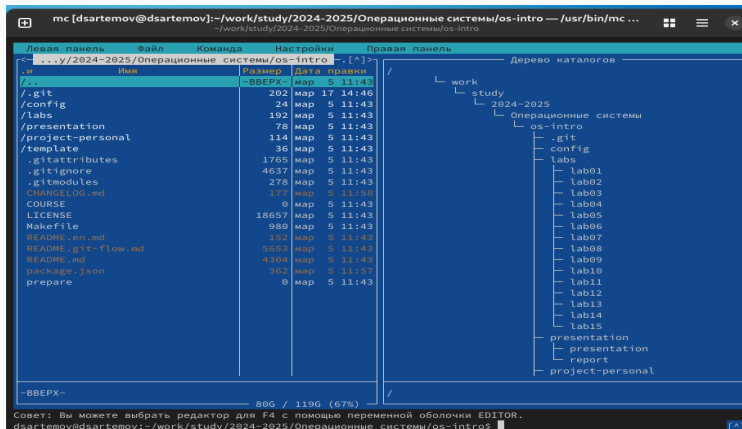 mc [dsartemov@dsartemov]:~/work/study/2024-2025/Операционные системы/os-intro — /usr/bin/mc ...
~/work/study/2024-2025/Операционные системы/os-intro
Левая панель Файл Команда Настройки Правая панель
<— ...y/2024-2025/Операционные системы/os-intro —.[^]>
.и Имя Размер Дата правки
/.. -ВВЕРХ- мар 5 11:43
/.git 202 мар 17 14:46
/config 24 мар 5 11:43
/labs 192 мар 5 11:43
/presentation 78 мар 5 11:43
/project-personal 114 мар 5 11:43
/template 36 мар 5 11:43
.gitattributes 1765 мар 5 11:43
.gitignore 4637 мар 5 11:43
.gitmodules 278 мар 5 11:43
CHANGELOG.md 177 мар 5 11:58
COURSE 0 мар 5 11:43
LICENSE 18657 мар 5 11:43
Makefile 980 мар 5 11:43
README.en.md 152 мар 5 11:43
README.git-flow.md 5653 мар 5 11:43
README.md 4304 мар 5 11:43
package.json 362 мар 5 11:57
prepare 0 мар 5 11:43
-ВВЕРХ-
80G / 119G (67%)
Дерево каталогов
/
work
study
2024-2025
Операционные системы
os-intro
.git
config
labs
lab01
lab02
lab03
lab04
lab05
lab06
lab07
lab08
lab09
lab10
lab11
lab12
lab13
lab14
lab15
presentation
presentation
report
project-personal
/
Совет: Вы можете выбрать редактор для F4 с помощью переменной оболочки EDITOR.
dsartemov@dsartemov:~/work/study/2024-2025/Операционные системы/os-intro$ [^